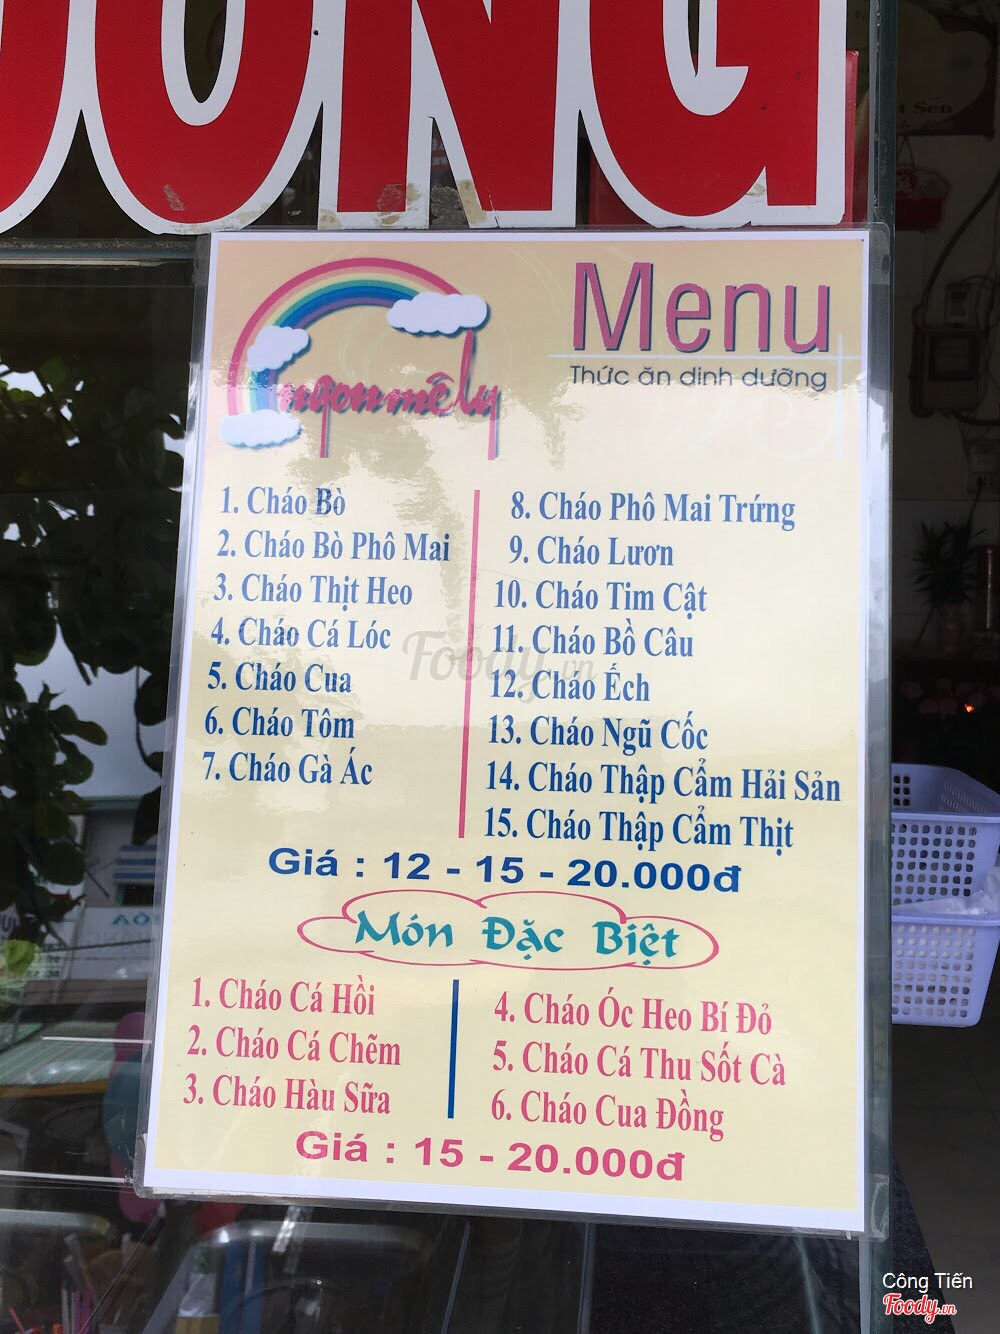 Menu
Thức ăn dinh dưỡng
ngonmêly
1. Cháo Bò
2. Cháo Bò Phô Mai
3. Cháo Thịt Heo
4. Cháo Cá Lóc
5. Cháo Cua
6. Cháo Tôm
7. Cháo Gà Ác
8. Cháo Phô Mai Trứng
9. Cháo Lươn
10. Cháo Tim Cật
11. Cháo Bồ Câu
12. Cháo Ếch
13. Cháo Ngũ Cốc
14. Cháo Thập Cẩm Hải Sản
15. Cháo Thập Cẩm Thịt
Giá : 12 - 15 - 20.000đ
Món Đặc Biệt
1. Cháo Cá Hồi
2. Cháo Cá Chẽm
3. Cháo Hàu Sữa
4. Cháo Óc Heo Bí Đỏ
5. Cháo Cá Thu Sốt Cà
6. Cháo Cua Đồng
Giá : 15 - 20.000đ
Foody.vn
Công Tiến
Foody.vn